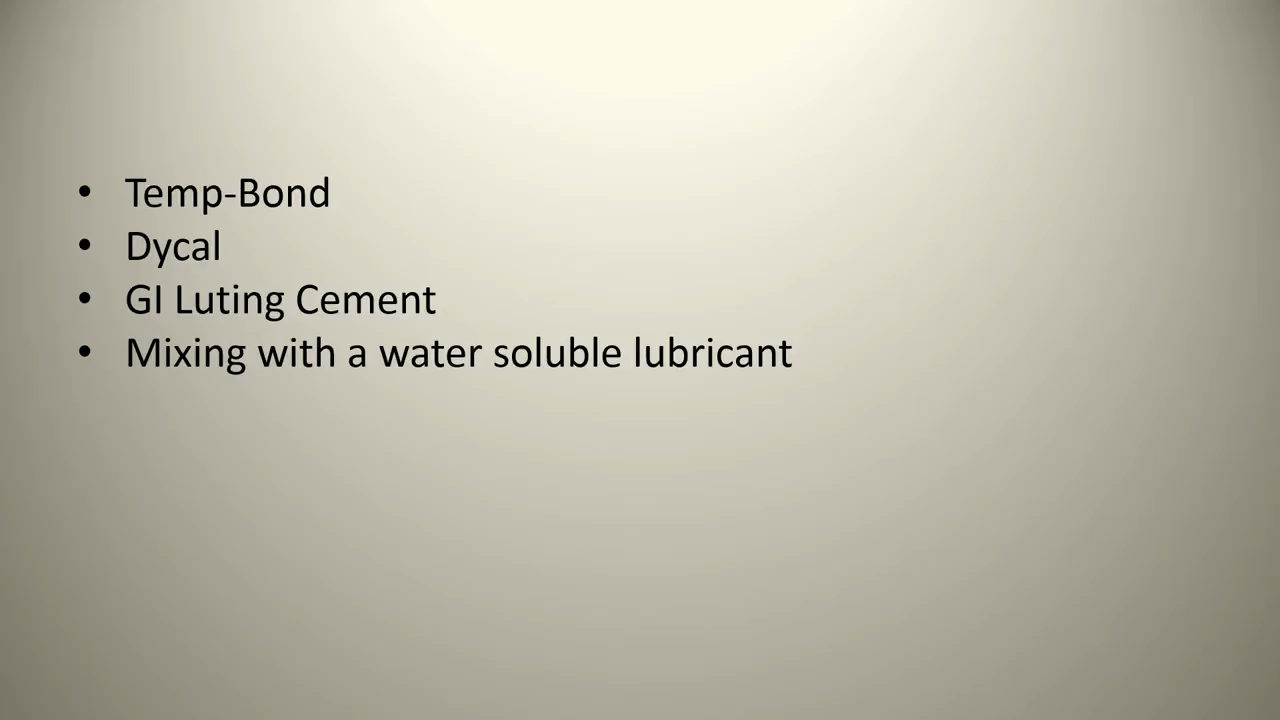 • Temp-Bond
• Dycal
• GI Luting Cement
• Mixing with a water soluble lubricant